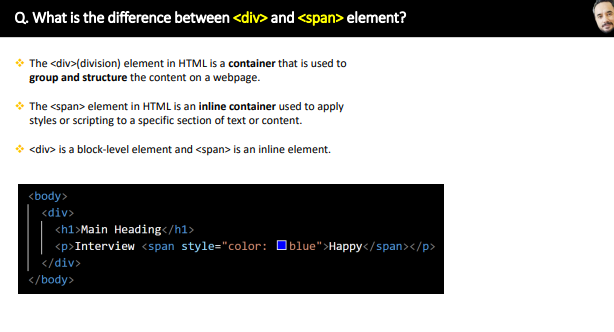 Q. What is the difference between <div> and <span> element?
The <div>(division) element in HTML is a container that is used to
group and structure the content on a webpage.
The <span> element in HTML is an inline container used to apply
styles or scripting to a specific section of text or content.
<div> is a block-level element and <span> is an inline element.
<body>
<div>
<h1>Main Heading</h1>
<p>Interview <span style="color: blue">Happy</span></p>
</div>
</body>